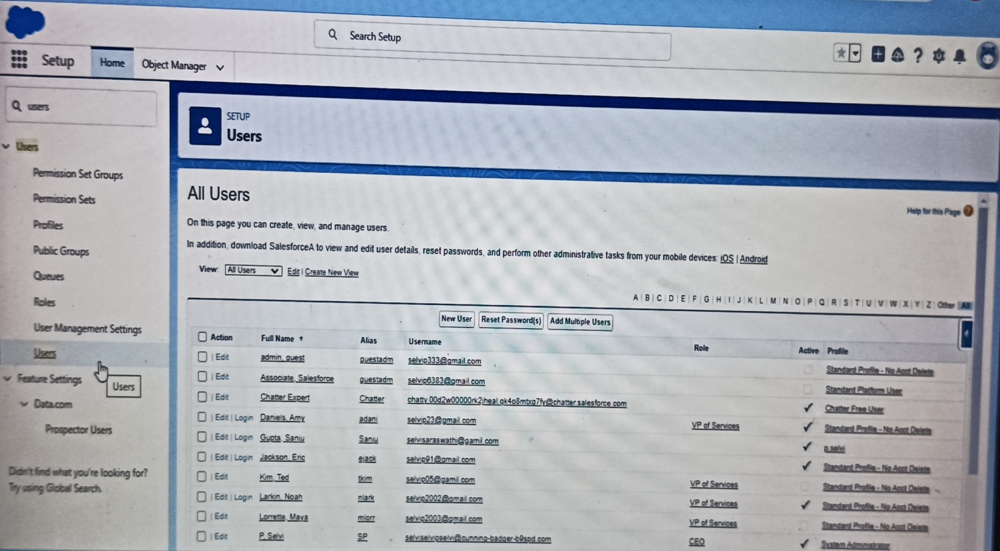 Search Setup
Setup Home Object Manager
users
SETUP
Users
Users
Permission Set Groups
Permission Sets
Profiles
Public Groups
Queues
Roles
User Management Settings
Users
Users
Feature Settings
Data.com
Prospector Users
Didn't find what you're looking for?
Try using Global Search.
All Users
Help for this Page
On this page you can create, view, and manage users.
In addition, download SalesforceA to view and edit user details, reset passwords, and perform other administrative tasks from your mobile devices: iOS | Android
View: All Users Edit | Create New View
A | B | C | D | E | F | G | H | I | J | K | L | M | N | O | P | Q | R | S | T | U | V | W | X | Y | Z | Other | All
New User Reset Password(s) Add Multiple Users
Action Full Name Alias Username Role Active Profile
Edit admin, guest guestadm selvip333@gmail.com Standard Profile - No Acct Delete
Edit Associate, Salesforce guestadm selvip6383@gmail.com Standard Platform User
Edit Chatter Expert Chatter Chatter Free User
Edit | Login Daniels, Amy adani selvip23@gmail.com VP of Services Standard Profile - No Acct Delete
Edit | Login Gupta, Sanju Sanju selvisaraswathi@gamil.com p.selvi
Edit | Login Jackson, Eric ejack selvip91@gmail.com Standard Profile - No Acct Delete
Edit Kim, Ted tkim selvip05@gamil.com VP of Services Standard Profile - No Acct Delete
Edit | Login Larkin, Noah nlark selvip2002@gmail.com VP of Services Standard Profile - No Acct Delete
Edit Lorrette, Maya mlorr selvip2003@gmail.com VP of Services Standard Profile - No Acct Delete
Edit P, Selvi SP selviselvipselvi@cunning-badger-b9spd.com CEO System Administrator